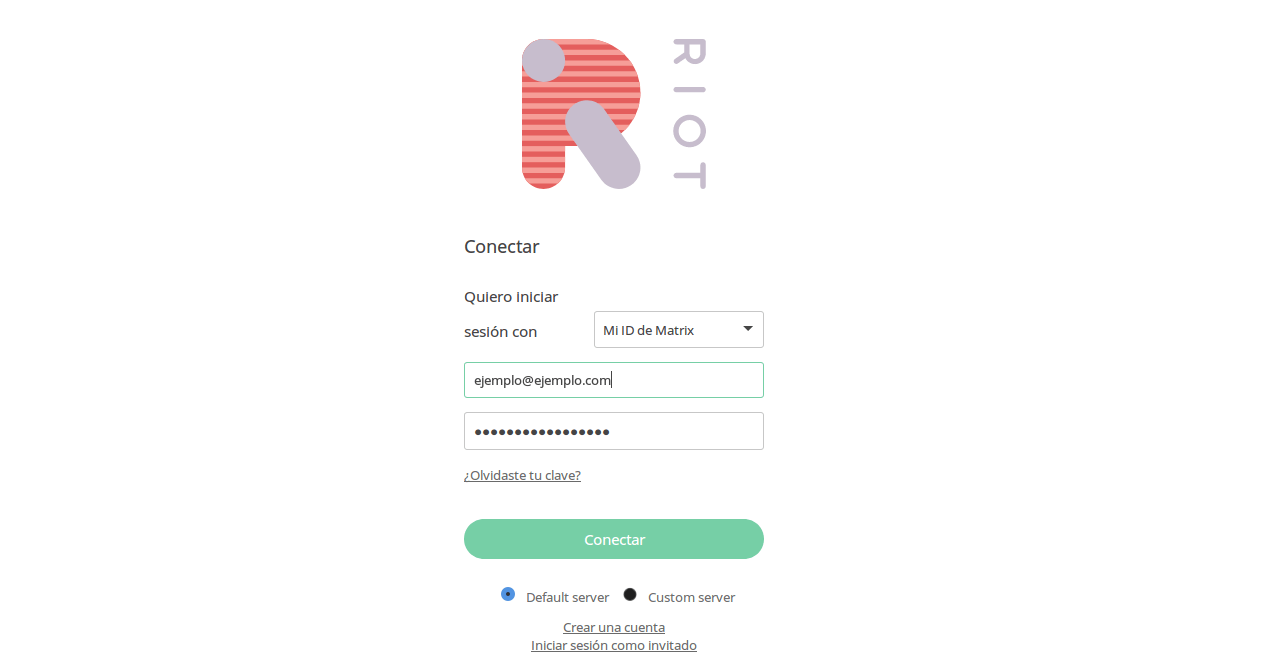 RIOT
Conectar
Quiero iniciar
sesión con
Mi ID de Matrix
ejemplo@ejemplo.com
●●●●●●●●●●●●●●●●●
¿Olvidaste tu clave?
Conectar
Default server
Custom server
Crear una cuenta
Iniciar sesión como invitado